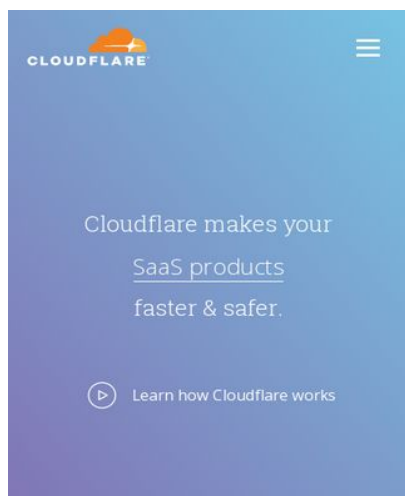 CLOUDFLARE
Cloudflare makes your
SaaS products
faster & safer.
Learn how Cloudflare works